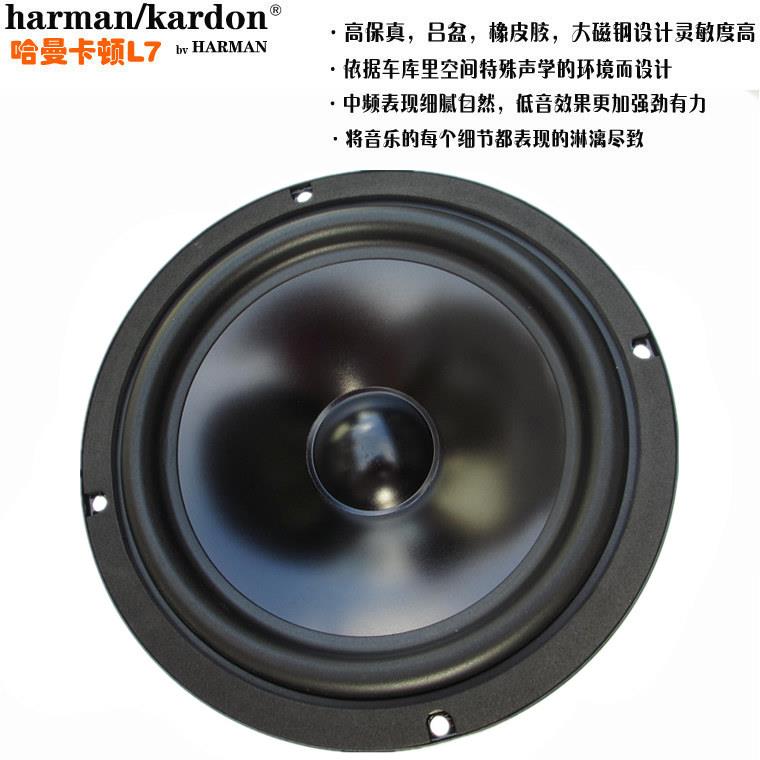 harman/kardon®
哈曼卡顿L7 by HARMAN
· 高保真，吕盆，橡皮胶，大磁钢设计灵敏度高
· 依据车库里空间特殊声学的环境而设计
· 中频表现细腻自然，低音效果更加强劲有力
· 将音乐的每个细节都表现的淋漓尽致